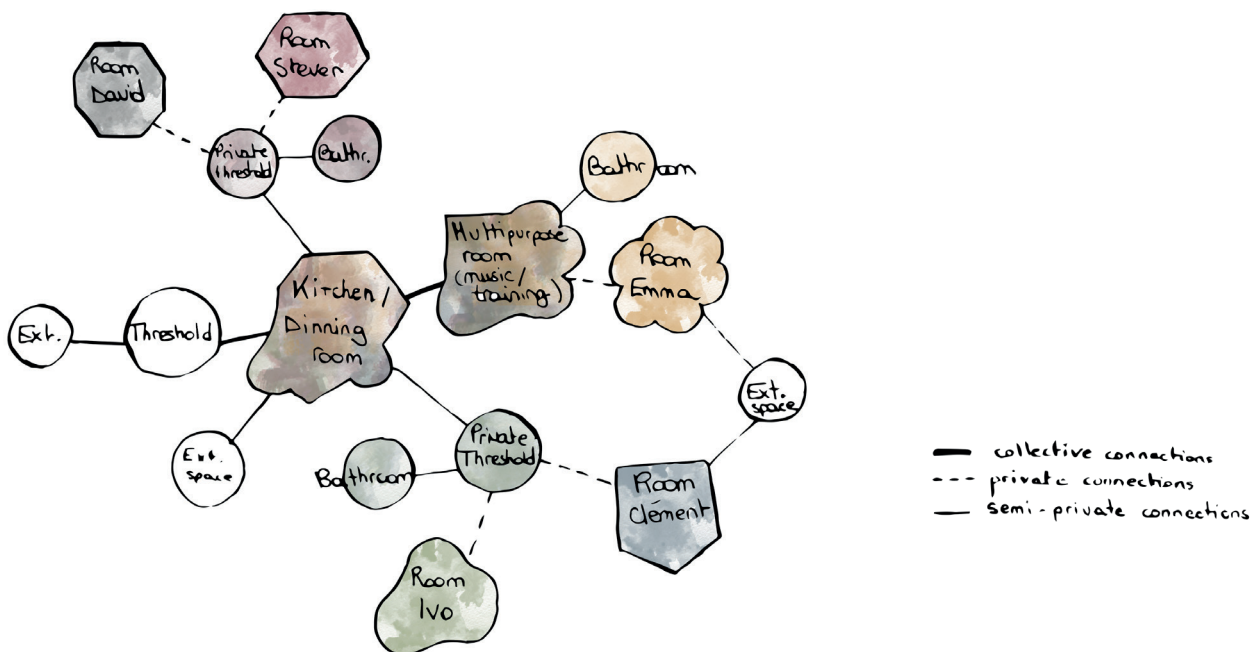 Room
David
Room
Stever
Private
threshold
Bathr.
Bathroom
Multipurpose
room
(music/
training)
Room
Emma
Kitchen/
Dinning
room
Ext.
Threshold
Ext.
space
Ext.
space
Private
Threshold
Bathroom
Room
Clément
Room
Ivo
collective connections
private connections
semi-private connections